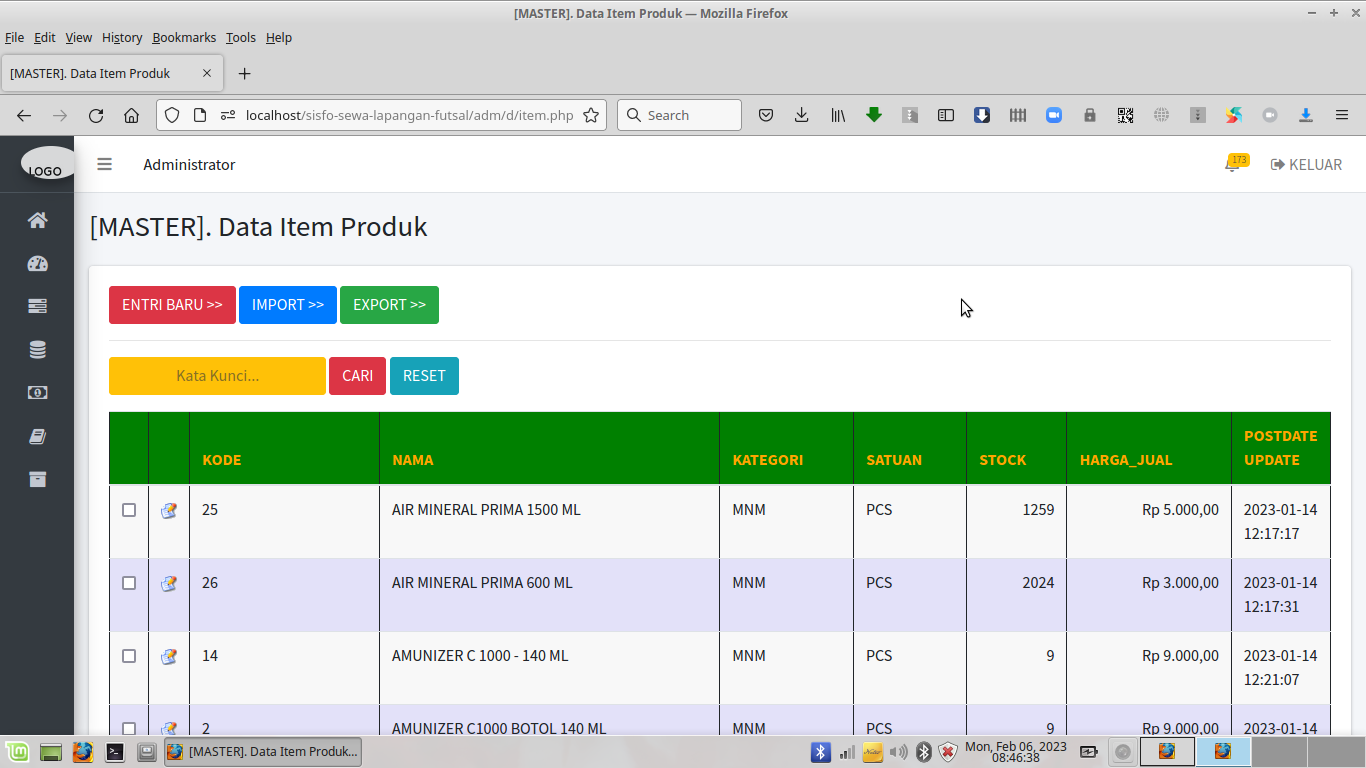 [MASTER]. Data Item Produk — Mozilla Firefox
File Edit View History Bookmarks Tools Help
[MASTER]. Data Item Produk
localhost/sisfo-sewa-lapangan-futsal/adm/d/item.php
Search
LOGO
Administrator
173
KELUAR
[MASTER]. Data Item Produk
ENTRI BARU >> IMPORT >> EXPORT >>
Kata Kunci... CARI RESET
KODE NAMA KATEGORI SATUAN STOCK HARGA_JUAL POSTDATE
UPDATE
25 AIR MINERAL PRIMA 1500 ML MNM PCS 1259 Rp 5.000,00 2023-01-14
12:17:17
26 AIR MINERAL PRIMA 600 ML MNM PCS 2024 Rp 3.000,00 2023-01-14
12:17:31
14 AMUNIZER C 1000 - 140 ML MNM PCS 9 Rp 9.000,00 2023-01-14
12:21:07
2 AMUNIZER C1000 BOTOL 140 ML MNM PCS 9 Rp 9.000,00 2023-01-14
[MASTER]. Data Item Produk...
Mon, Feb 06, 2023
08:46:38